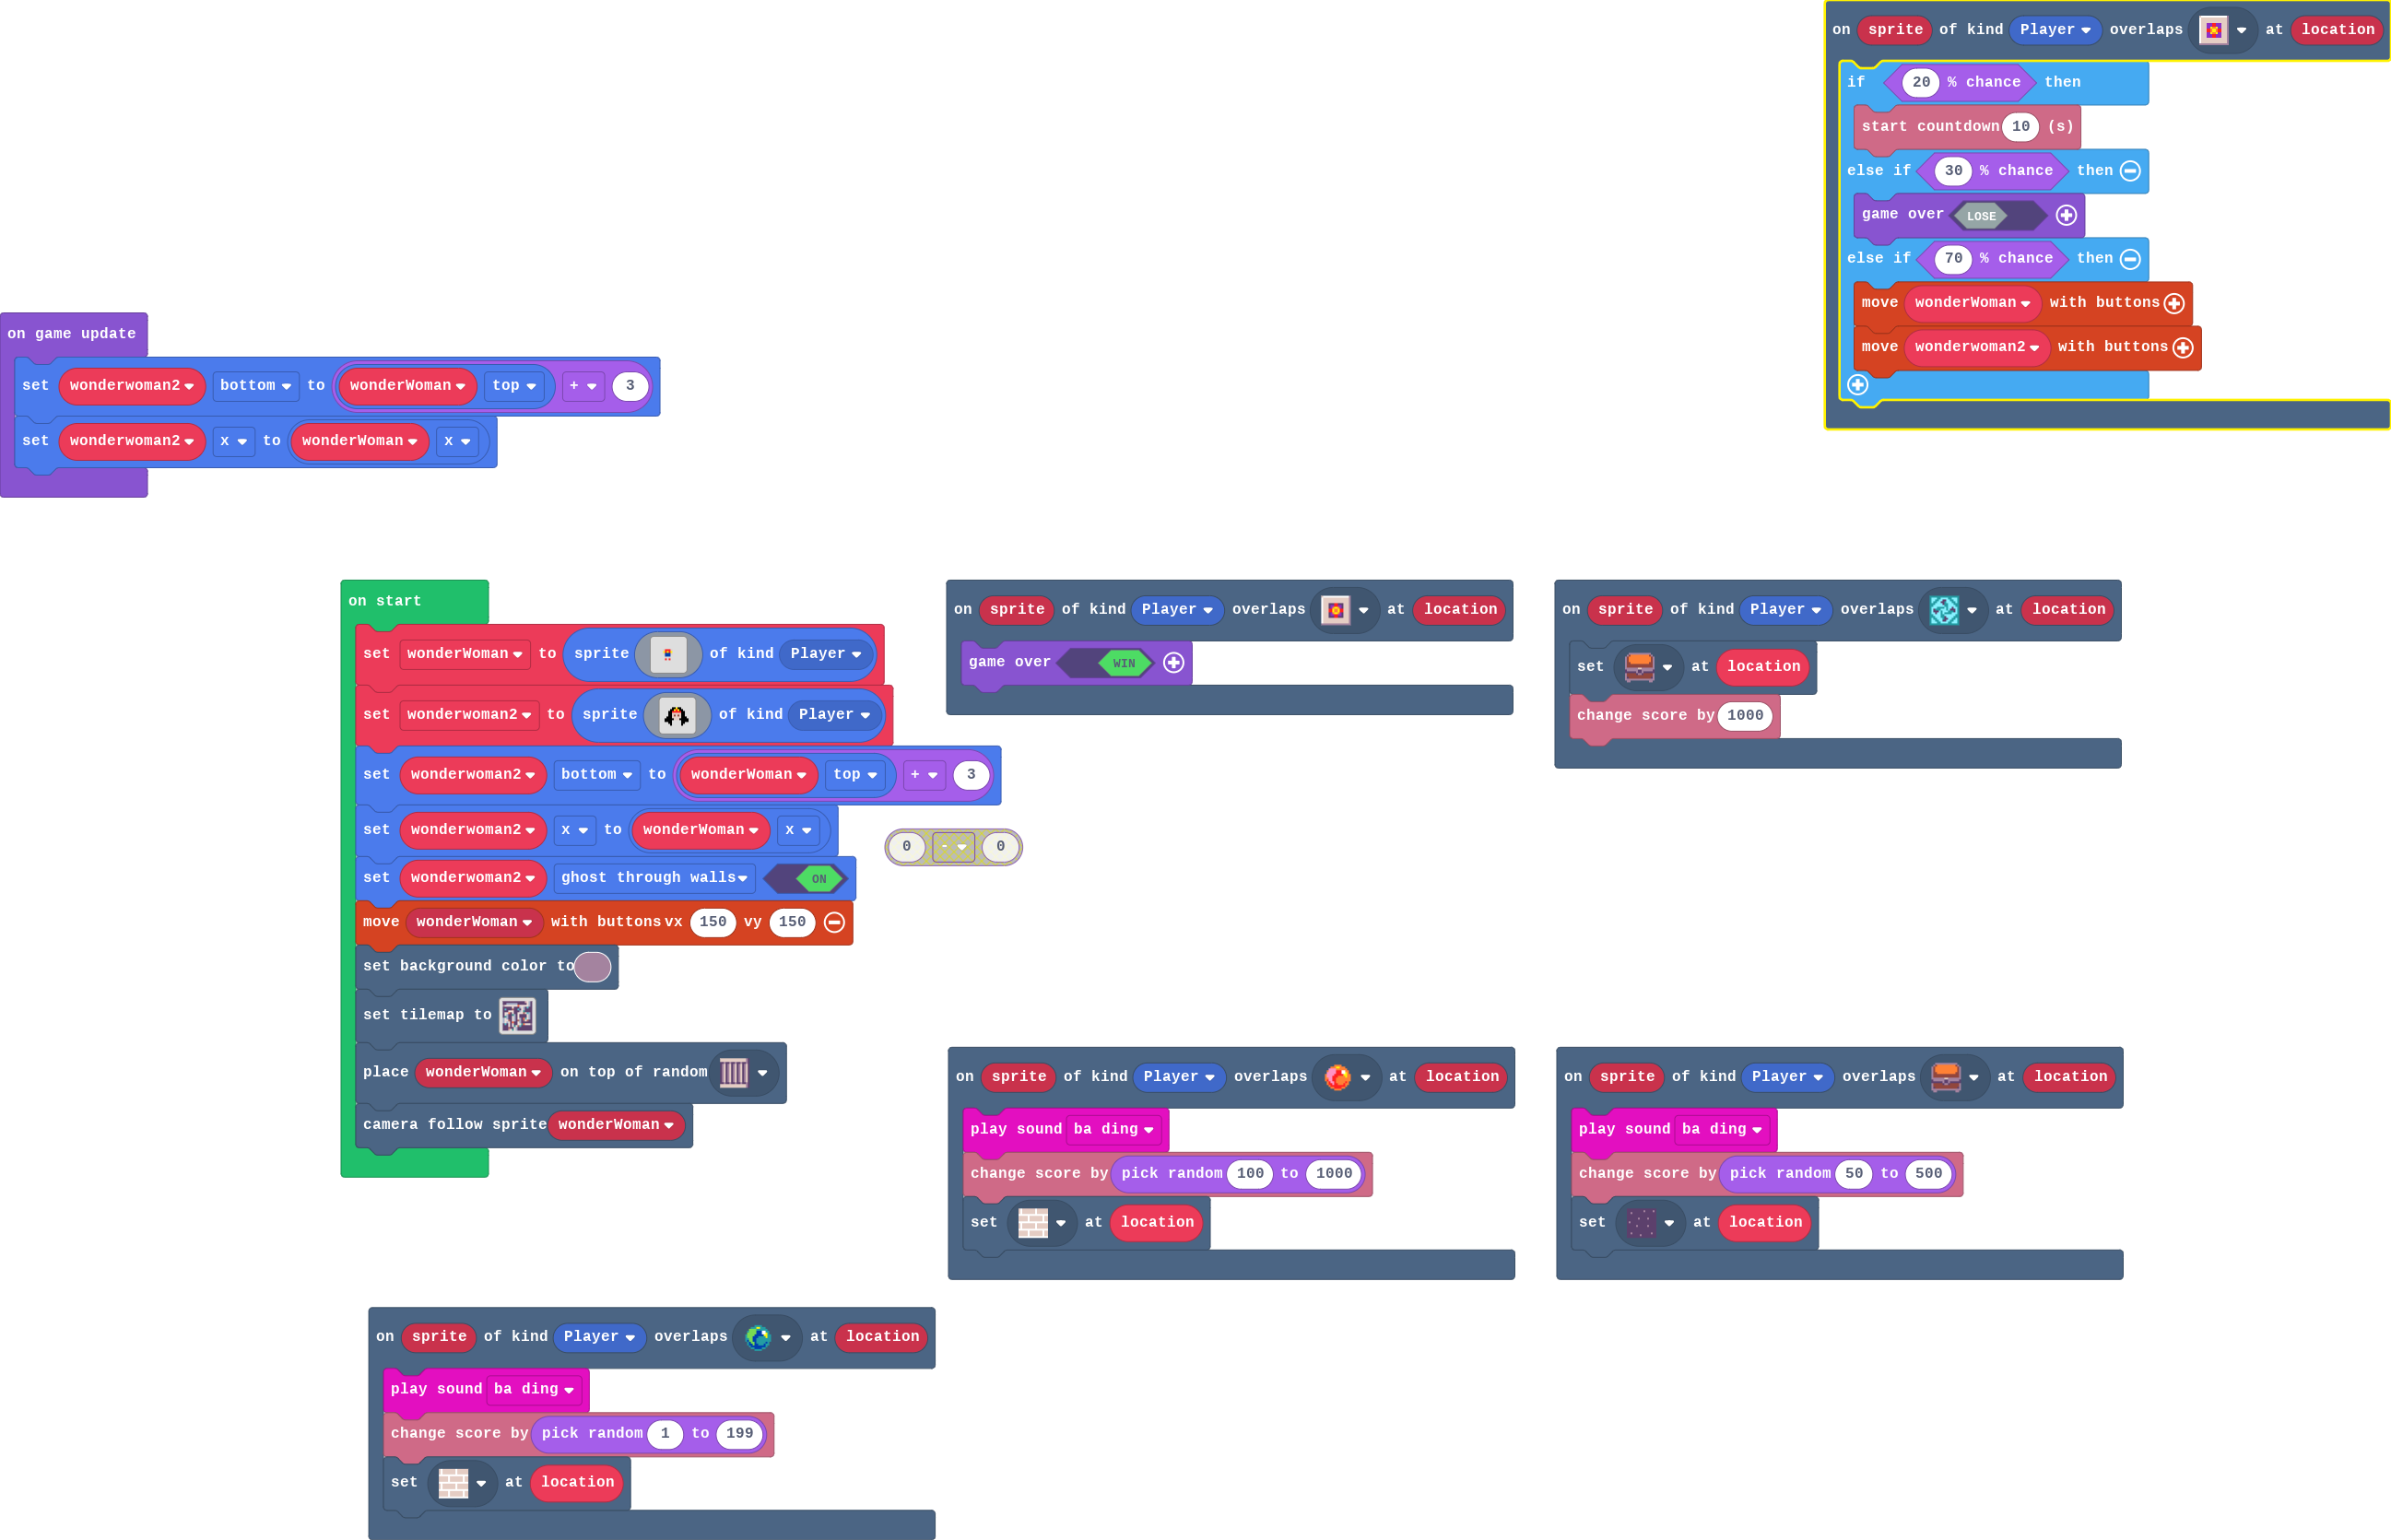 on sprite of kind Player overlaps at location
if 20 % chance then
start countdown 10 (s)
else if 30 % chance then
game over LOSE
else if 70 % chance then
move wonderWoman with buttons
move wonderwoman2 with buttons
on game update
set wonderwoman2 bottom to wonderWoman top + 3
set wonderwoman2 x to wonderWoman x
on start
set wonderWoman to sprite of kind Player
set wonderwoman2 to sprite of kind Player
set wonderwoman2 bottom to wonderWoman top + 3
set wonderwoman2 x to wonderWoman x
set wonderwoman2 ghost through walls ON
move wonderWoman with buttons vx 150 vy 150
set background color to
set tilemap to
place wonderWoman on top of random
camera follow sprite wonderWoman
0 - 0
on sprite of kind Player overlaps at location
game over WIN
on sprite of kind Player overlaps at location
set at location
change score by 1000
on sprite of kind Player overlaps at location
play sound ba ding
change score by pick random 100 to 1000
set at location
on sprite of kind Player overlaps at location
play sound ba ding
change score by pick random 50 to 500
set at location
on sprite of kind Player overlaps at location
play sound ba ding
change score by pick random 1 to 199
set at location